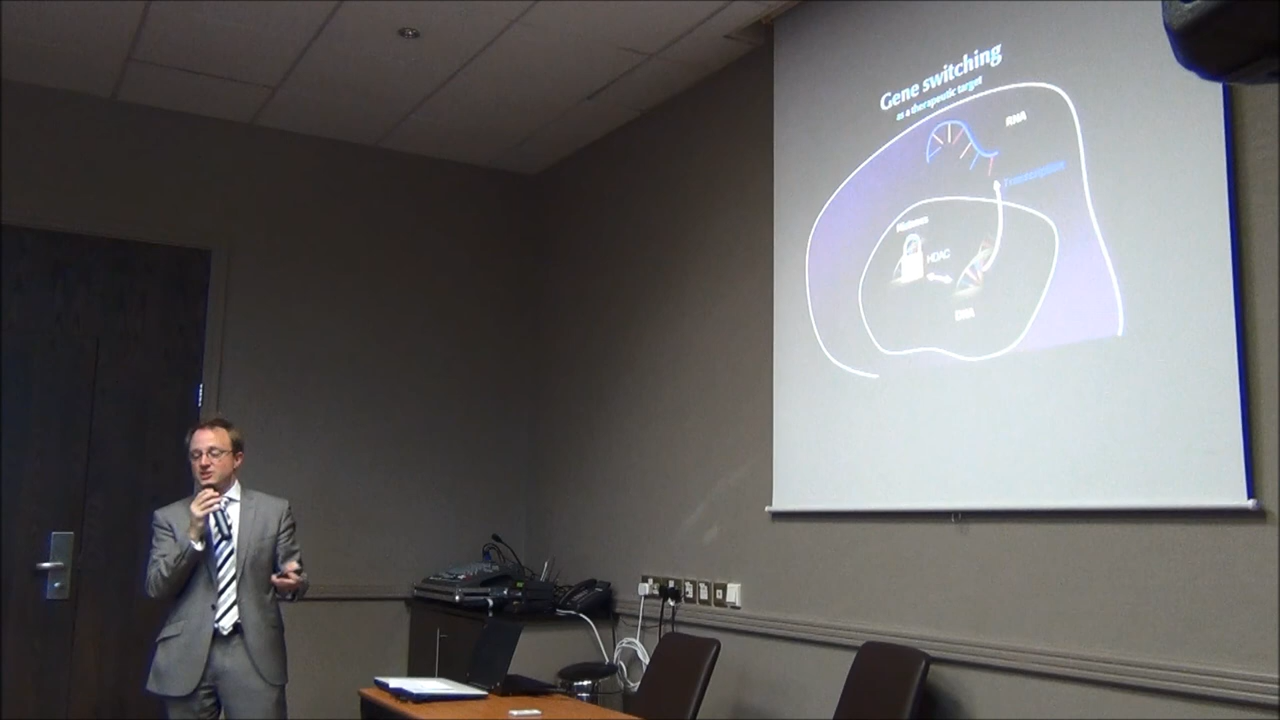 Gene switching
as a therapeutic target
RNA
Transcription
Histones
HDAC
DNA